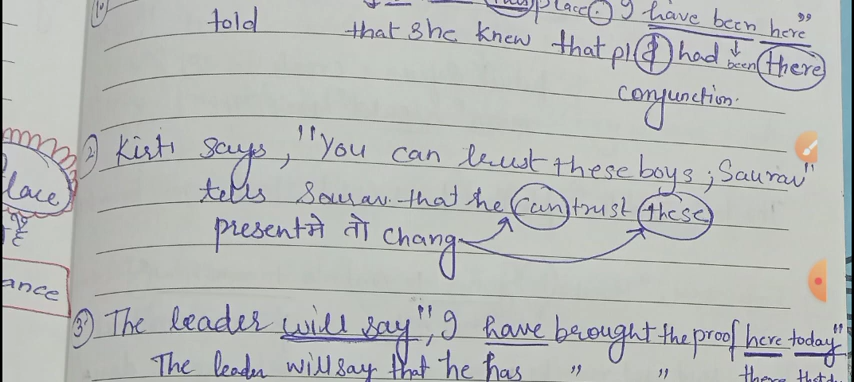 place. I have been here"
told that she knew that pl & had been there
conjunction.
② Kirti says, "You can trust these boys, Saurav"
lace
tells Saurav. that he can trust these
present मे नो chang
ance
③ The leader will say", I have brought the proof here today"
The leader will say that he has " "